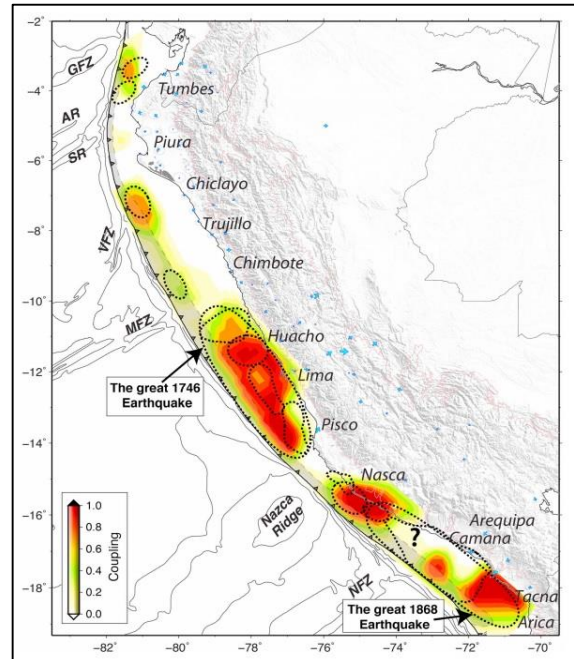 −2°
−4°
−6°
−8°
−10°
−12°
−14°
−16°
−18°
GFZ
AR
SR
VFZ
MFZ
Tumbes
Piura
Chiclayo
Trujillo
Chimbote
Huacho
The great 1746
Earthquake
Lima
Pisco
Nasca
Nazca
Ridge
NFZ
?
Arequipa
Camana
Tacna
Arica
The great 1868
Earthquake
1.0
0.8
0.6
0.4
0.2
0.0
Coupling
−82° −80° −78° −76° −74° −72° −70°